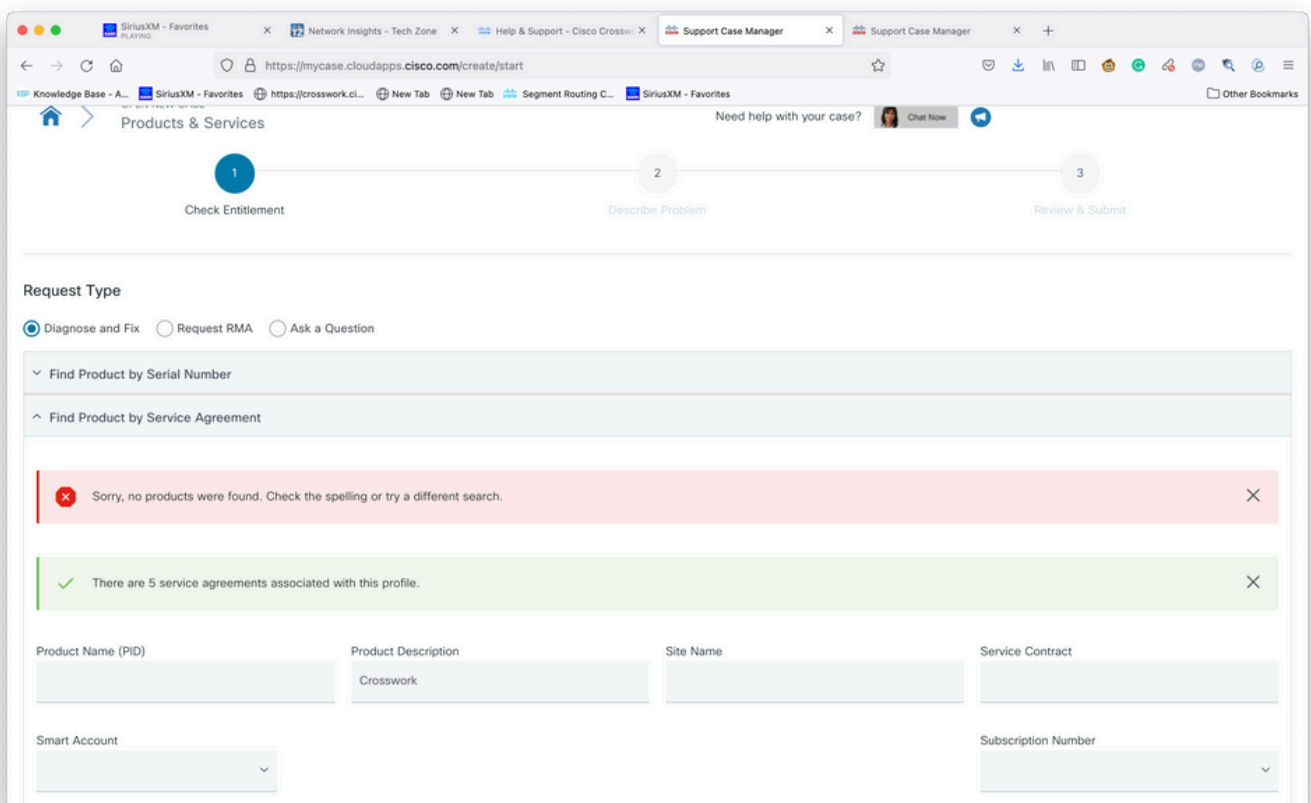 SiriusXM - Favorites
PLAYING
Network Insights - Tech Zone
Help & Support - Cisco Crosswo
Support Case Manager
Support Case Manager
https://mycase.cloudapps.cisco.com/create/start
Knowledge Base - A...
SiriusXM - Favorites
https://crosswork.ci...
New Tab
New Tab
Segment Routing C...
SiriusXM - Favorites
Other Bookmarks
OPEN NEW CASE
Products & Services
Need help with your case?
Chat Now
1
2
3
Check Entitlement
Describe Problem
Review & Submit
Request Type
Diagnose and Fix
Request RMA
Ask a Question
Find Product by Serial Number
Find Product by Service Agreement
Sorry, no products were found. Check the spelling or try a different search.
There are 5 service agreements associated with this profile.
Product Name (PID)
Product Description
Site Name
Service Contract
Crosswork
Smart Account
Subscription Number